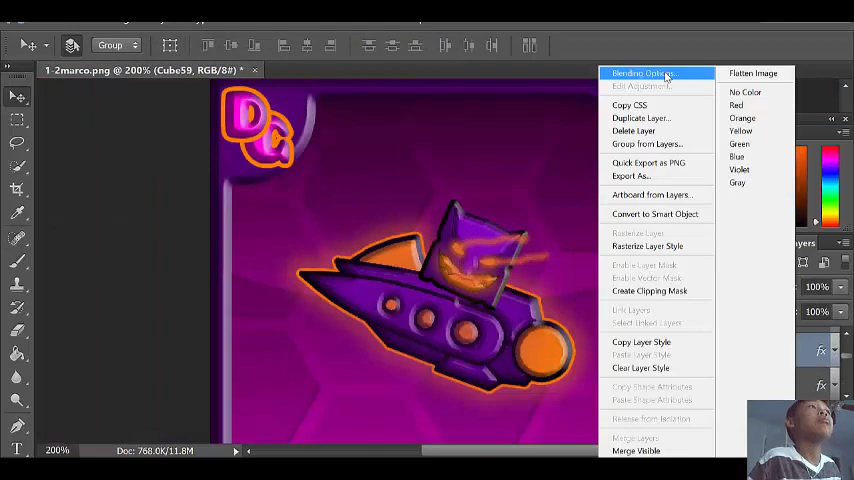 Group
1-2marco.png @ 200% (Cube59, RGB/8#) *
DG
Blending Options...
Edit Adjustment...
Copy CSS
Duplicate Layer...
Delete Layer
Group from Layers...
Quick Export as PNG
Export As...
Artboard from Layers...
Convert to Smart Object
Rasterize Layer
Rasterize Layer Style
Enable Layer Mask
Enable Vector Mask
Create Clipping Mask
Link Layers
Select Linked Layers
Copy Layer Style
Paste Layer Style
Clear Layer Style
Copy Shape Attributes
Paste Shape Attributes
Release from Isolation
Merge Layers
Merge Visible
Flatten Image
No Color
Red
Orange
Yellow
Green
Blue
Violet
Gray
ayers
100%
100%
fx
fx
200%
Doc: 768.0K/11.8M